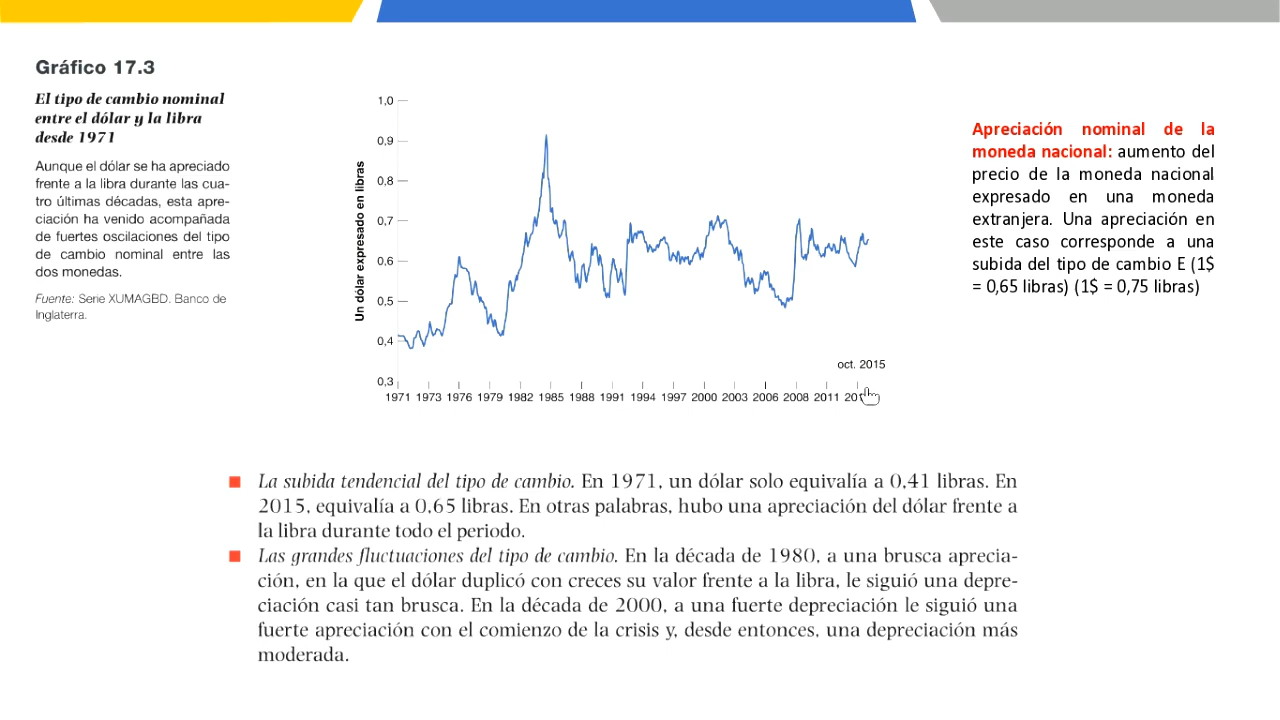 Gráfico 17.3
El tipo de cambio nominal
entre el dólar y la libra
desde 1971
Aunque el dólar se ha apreciado
frente a la libra durante las cua-
tro últimas décadas, esta apre-
ciación ha venido acompañada
de fuertes oscilaciones del tipo
de cambio nominal entre las
dos monedas.
Fuente: Serie XUMAGBD. Banco de
Inglaterra.
Un dólar expresado en libras
1,0
0,9
0,8
0,7
0,6
0,5
0,4
0,3
oct. 2015
1971 1973 1976 1979 1982 1985 1988 1991 1994 1997 2000 2003 2006 2008 2011
Apreciación nominal de la
moneda nacional: aumento del
precio de la moneda nacional
expresado en una moneda
extranjera. Una apreciación en
este caso corresponde a una
subida del tipo de cambio E (1$
= 0,65 libras) (1$ = 0,75 libras)
La subida tendencial del tipo de cambio. En 1971, un dólar solo equivalía a 0,41 libras. En
2015, equivalía a 0,65 libras. En otras palabras, hubo una apreciación del dólar frente a
la libra durante todo el periodo.
Las grandes fluctuaciones del tipo de cambio. En la década de 1980, a una brusca aprecia-
ción, en la que el dólar duplicó con creces su valor frente a la libra, le siguió una depre-
ciación casi tan brusca. En la década de 2000, a una fuerte depreciación le siguió una
fuerte apreciación con el comienzo de la crisis y, desde entonces, una depreciación más
moderada.